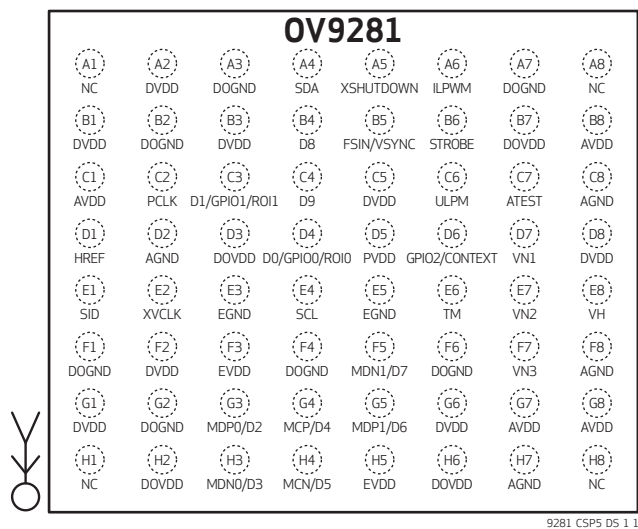 OV9281
A1 A2 A3 A4 A5 A6 A7 A8
NC DVDD DOGND SDA XSHUTDOWN ILPWM DOGND NC
B1 B2 B3 B4 B5 B6 B7 B8
DVDD DOGND DVDD D8 FSIN/VSYNC STROBE DOVDD AVDD
C1 C2 C3 C4 C5 C6 C7 C8
AVDD PCLK D1/GPIO1/ROI1 D9 DVDD ULPM ATEST AGND
D1 D2 D3 D4 D5 D6 D7 D8
HREF AGND DOVDD D0/GPIO0/ROI0 PVDD GPIO2/CONTEXT VN1 DVDD
E1 E2 E3 E4 E5 E6 E7 E8
SID XVCLK EGND SCL EGND TM VN2 VH
F1 F2 F3 F4 F5 F6 F7 F8
DOGND DVDD EVDD DOGND MDN1/D7 DOGND VN3 AGND
G1 G2 G3 G4 G5 G6 G7 G8
DVDD DOGND MDP0/D2 MCP/D4 MDP1/D6 DVDD AVDD AVDD
H1 H2 H3 H4 H5 H6 H7 H8
NC DOVDD MDN0/D3 MCN/D5 EVDD DOVDD AGND NC
9281 CSP5 DS 1 1